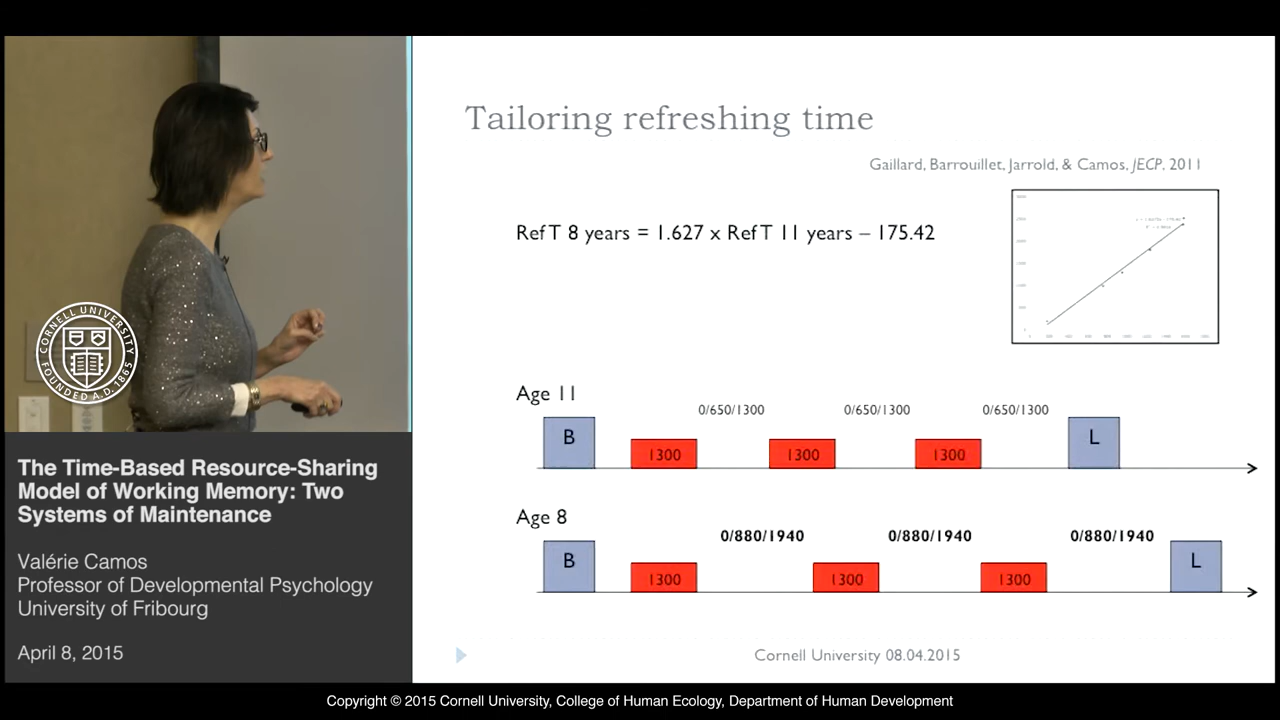 Tailoring refreshing time
Gaillard, Barrouillet, Jarrold, & Camos, JECP, 2011
RefT 8 years = 1.627 x RefT 11 years – 175.42
Age 11
0/650/1300 0/650/1300 0/650/1300
B 1300 1300 1300 L
Age 8
0/880/1940 0/880/1940 0/880/1940
B 1300 1300 1300 L
Cornell University 08.04.2015
CORNELL UNIVERSITY
FOUNDED A.D. 1865
The Time-Based Resource-Sharing
Model of Working Memory: Two
Systems of Maintenance
Valérie Camos
Professor of Developmental Psychology
University of Fribourg
April 8, 2015
Copyright © 2015 Cornell University, College of Human Ecology, Department of Human Development